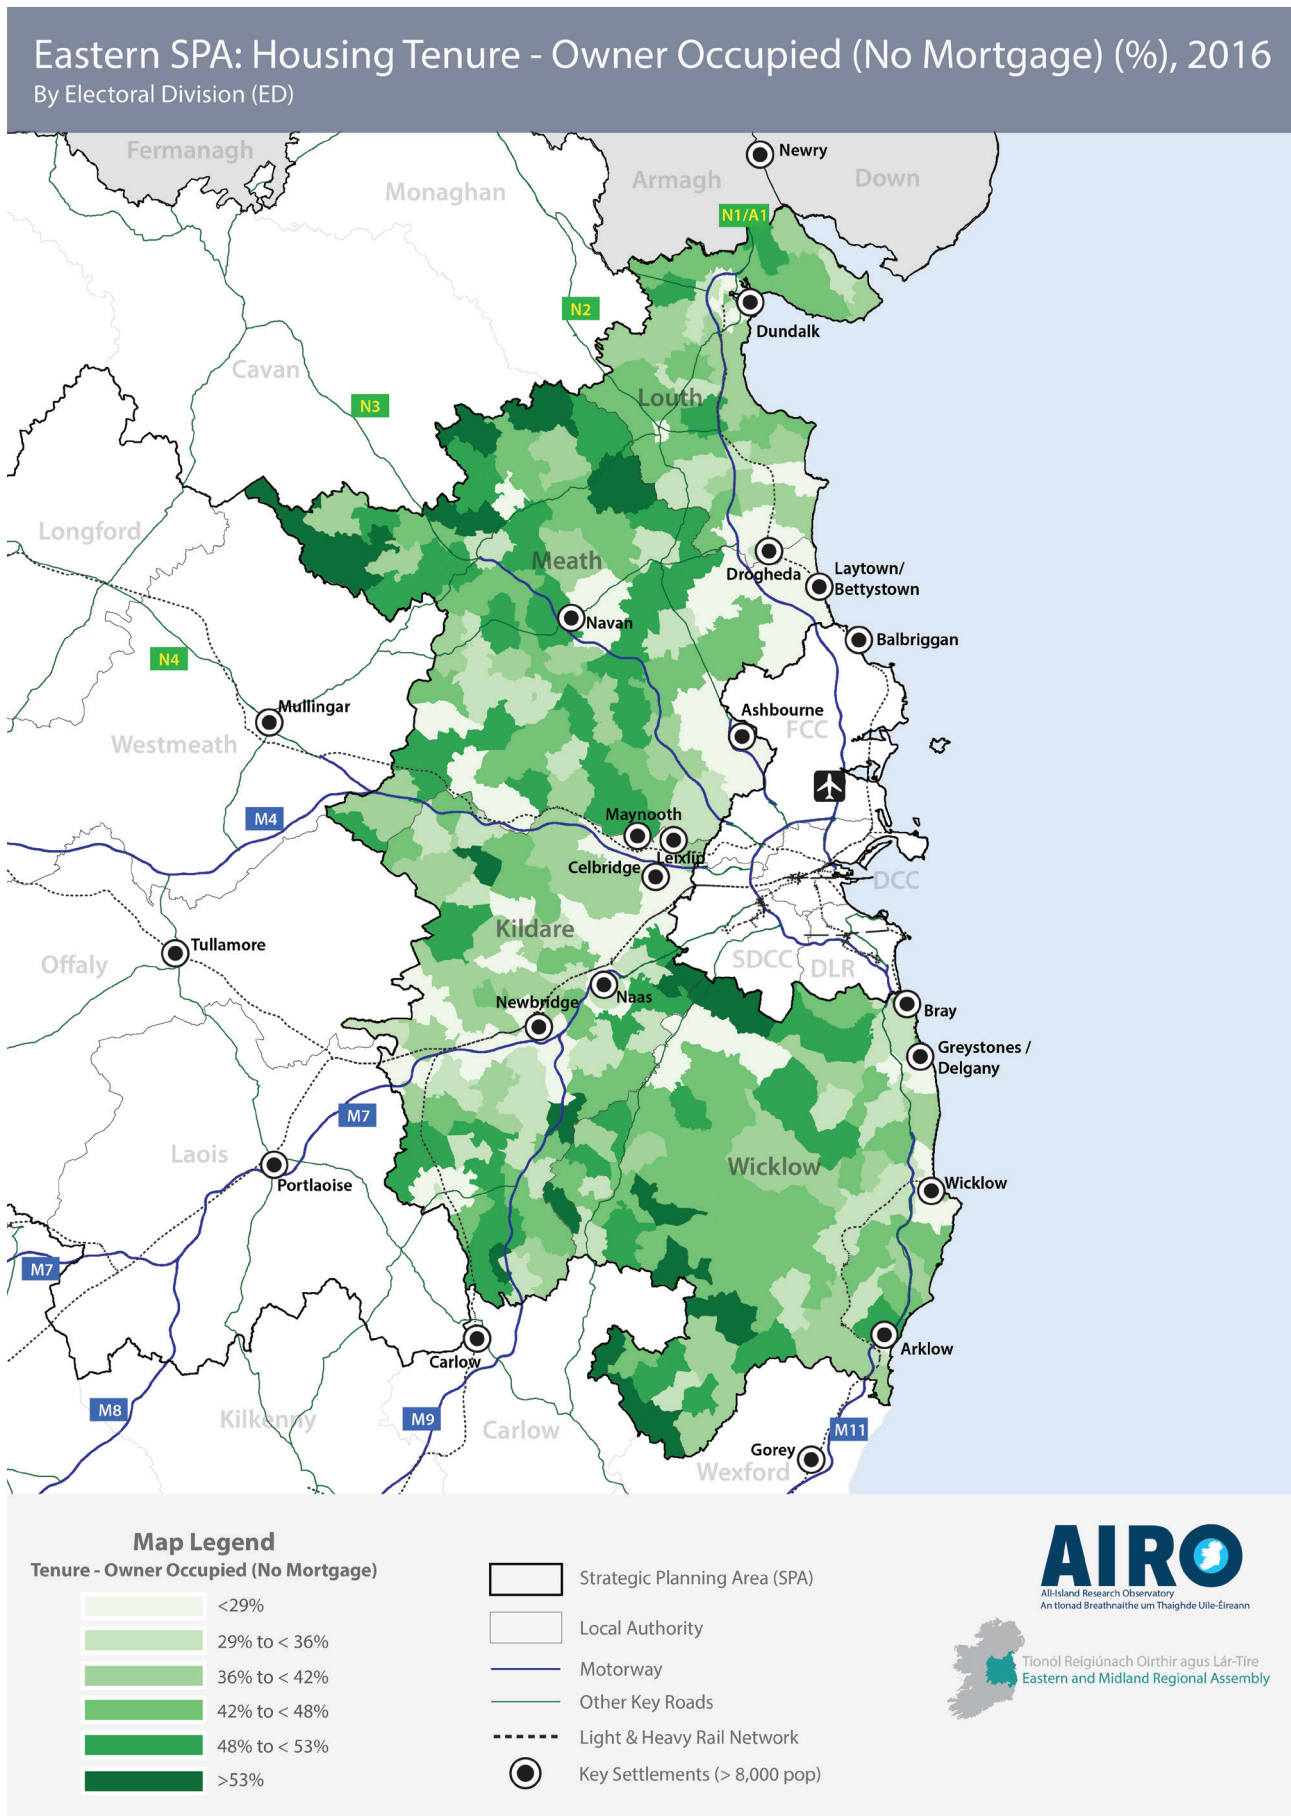 Eastern SPA: Housing Tenure - Owner Occupied (No Mortgage) (%), 2016
By Electoral Division (ED)
Fermanagh
Monaghan
Armagh
Newry
Down
N1/A1
N2
Dundalk
Cavan
N3
Louth
Longford
Meath
Drogheda
Laytown/
Bettystown
Navan
Balbriggan
N4
Mullingar
Ashbourne
FCC
Westmeath
M4
Maynooth
Leixlip
Celbridge
DCC
Kildare
Tullamore
Offaly
SDCC
DLR
Naas
Newbridge
Bray
Greystones /
Delgany
M7
Laois
Wicklow
Portlaoise
Wicklow
M7
Arklow
Carlow
M8
Kilkenny
M9
Carlow
M11
Gorey
Wexford
Map Legend
Tenure - Owner Occupied (No Mortgage)
<29%
29% to < 36%
36% to < 42%
42% to < 48%
48% to < 53%
>53%
Strategic Planning Area (SPA)
Local Authority
Motorway
Other Key Roads
Light & Heavy Rail Network
Key Settlements (> 8,000 pop)
AIRO
All-Island Research Observatory
An tIonad Breathnaithe um Thaighde Uile-Éireann
Tionól Reigiúnach Oirthir agus Lár-Tíre
Eastern and Midland Regional Assembly